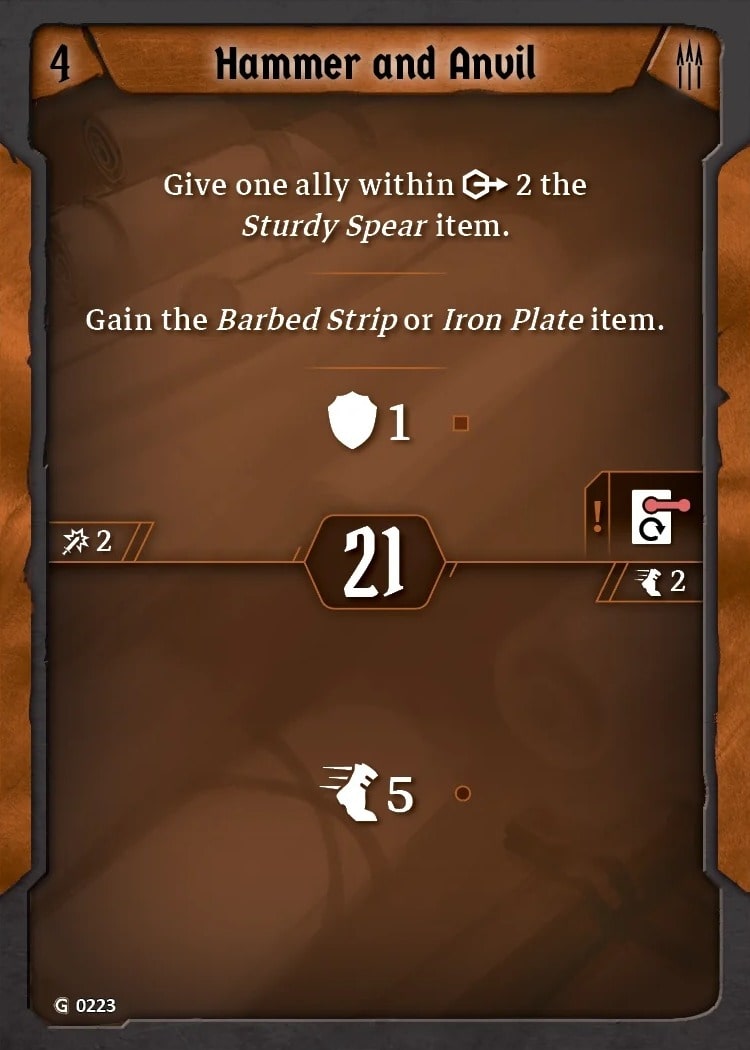 4
Hammer and Anvil
Give one ally within 2 the
Sturdy Spear item.
Gain the Barbed Strip or Iron Plate item.
1
!
2
21
2
5
G 0223